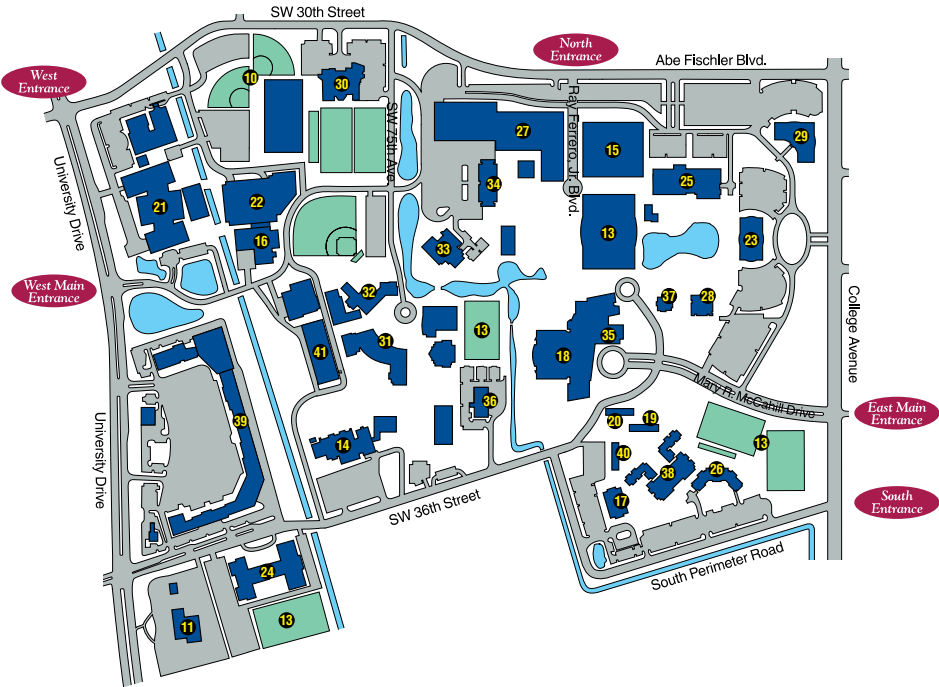 SW 30th Street
North
Entrance
Abe Fischler Blvd.
West
Entrance
10
30
SW 75th Ave.
Ray Ferrero, Jr. Blvd.
27
15
29
University Drive
21
22
34
25
16
33
13
23
West Main
Entrance
32
37
28
College Avenue
31
13
35
41
18
Mary R. McCahill Drive
36
East Main
Entrance
University Drive
39
20
19
14
13
40
26
38
17
SW 36th Street
South
Entrance
24
South Perimeter Road
11
13